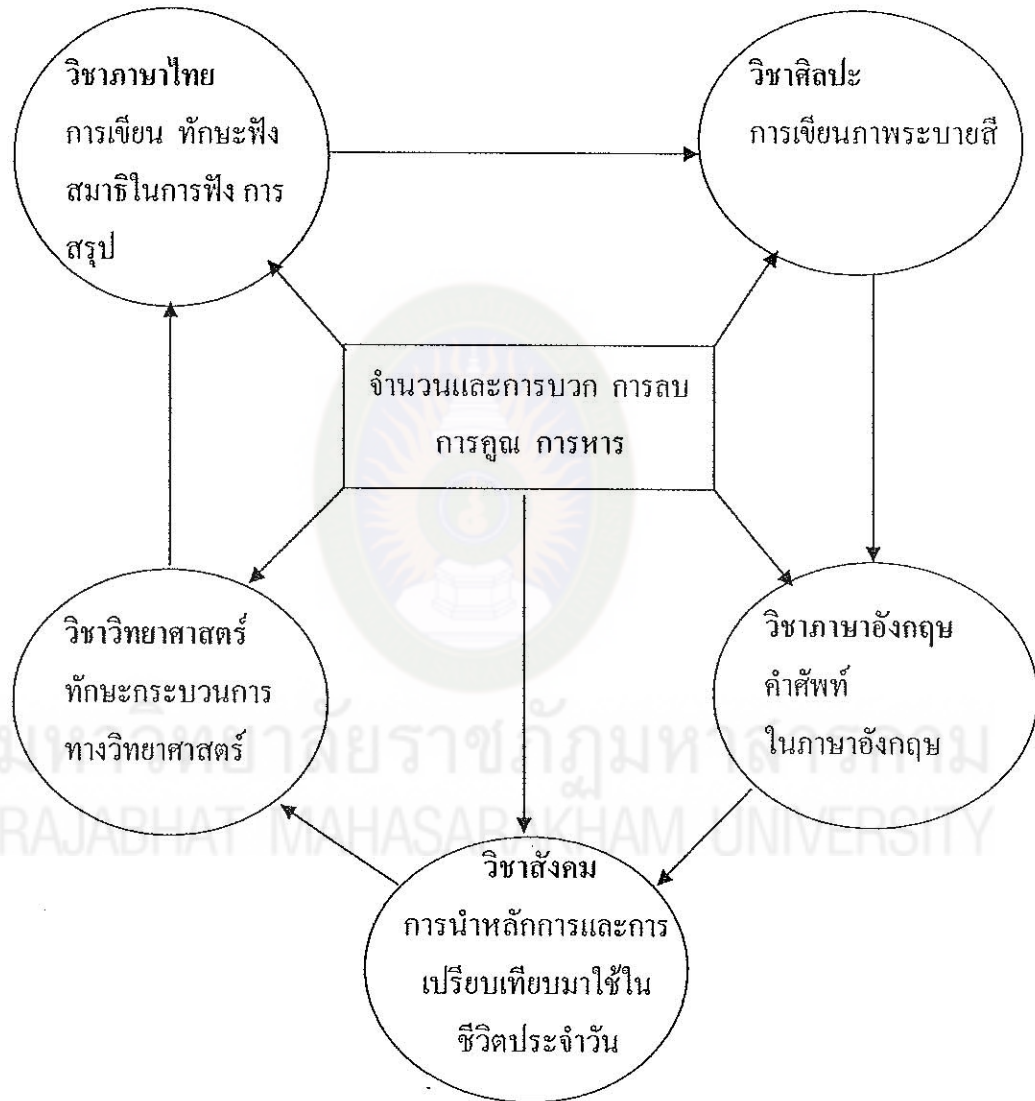 วิชาภาษาไทย
การเขียน ทักษะฟัง
สมาธิในการฟัง การ
สรุป
วิชาศิลปะ
การเขียนภาพระบายสี
จำนวนและการบวก การลบ
การคูณ การหาร
วิชาวิทยาศาสตร์
ทักษะกระบวนการ
ทางวิทยาศาสตร์
วิชาภาษาอังกฤษ
คำศัพท์
ในภาษาอังกฤษ
มหาวิทยาลัยราชภัฏมหาสารคาม
RAJABHAT MAHASARAKHAM UNIVERSITY
วิชาสังคม
การนำหลักการและการ
เปรียบเทียบมาใช้ใน
ชีวิตประจำวัน